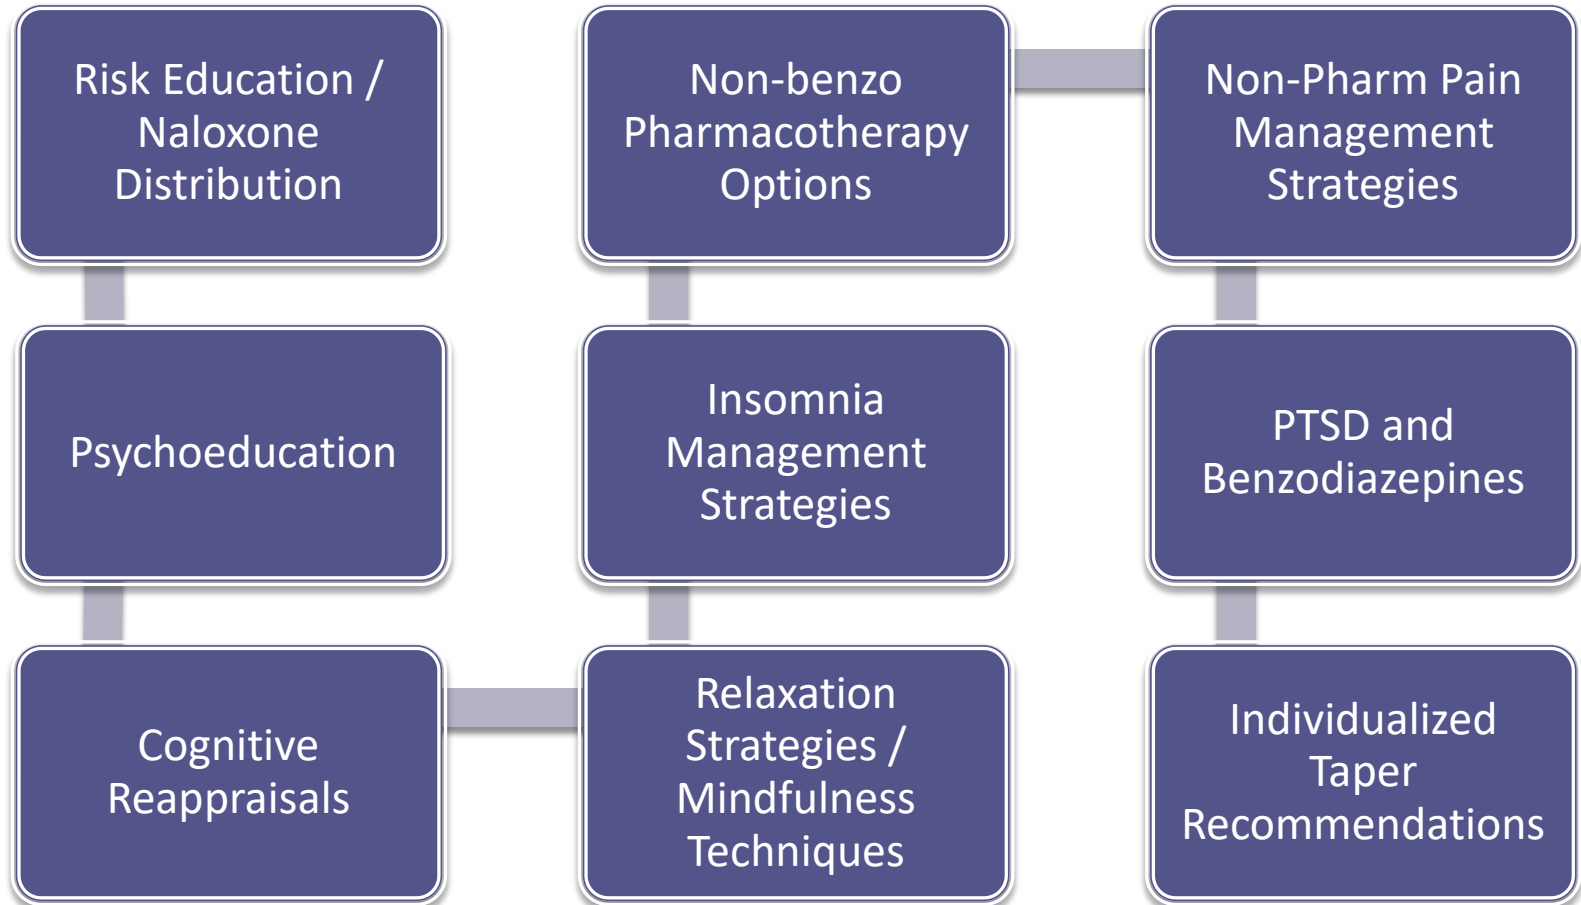 Risk Education /
Naloxone
Distribution
Psychoeducation
Cognitive
Reappraisals
Relaxation
Strategies /
Mindfulness
Techniques
Insomnia
Management
Strategies
Non-benzo
Pharmacotherapy
Options
Non-Pharm Pain
Management
Strategies
PTSD and
Benzodiazepines
Individualized
Taper
Recommendations